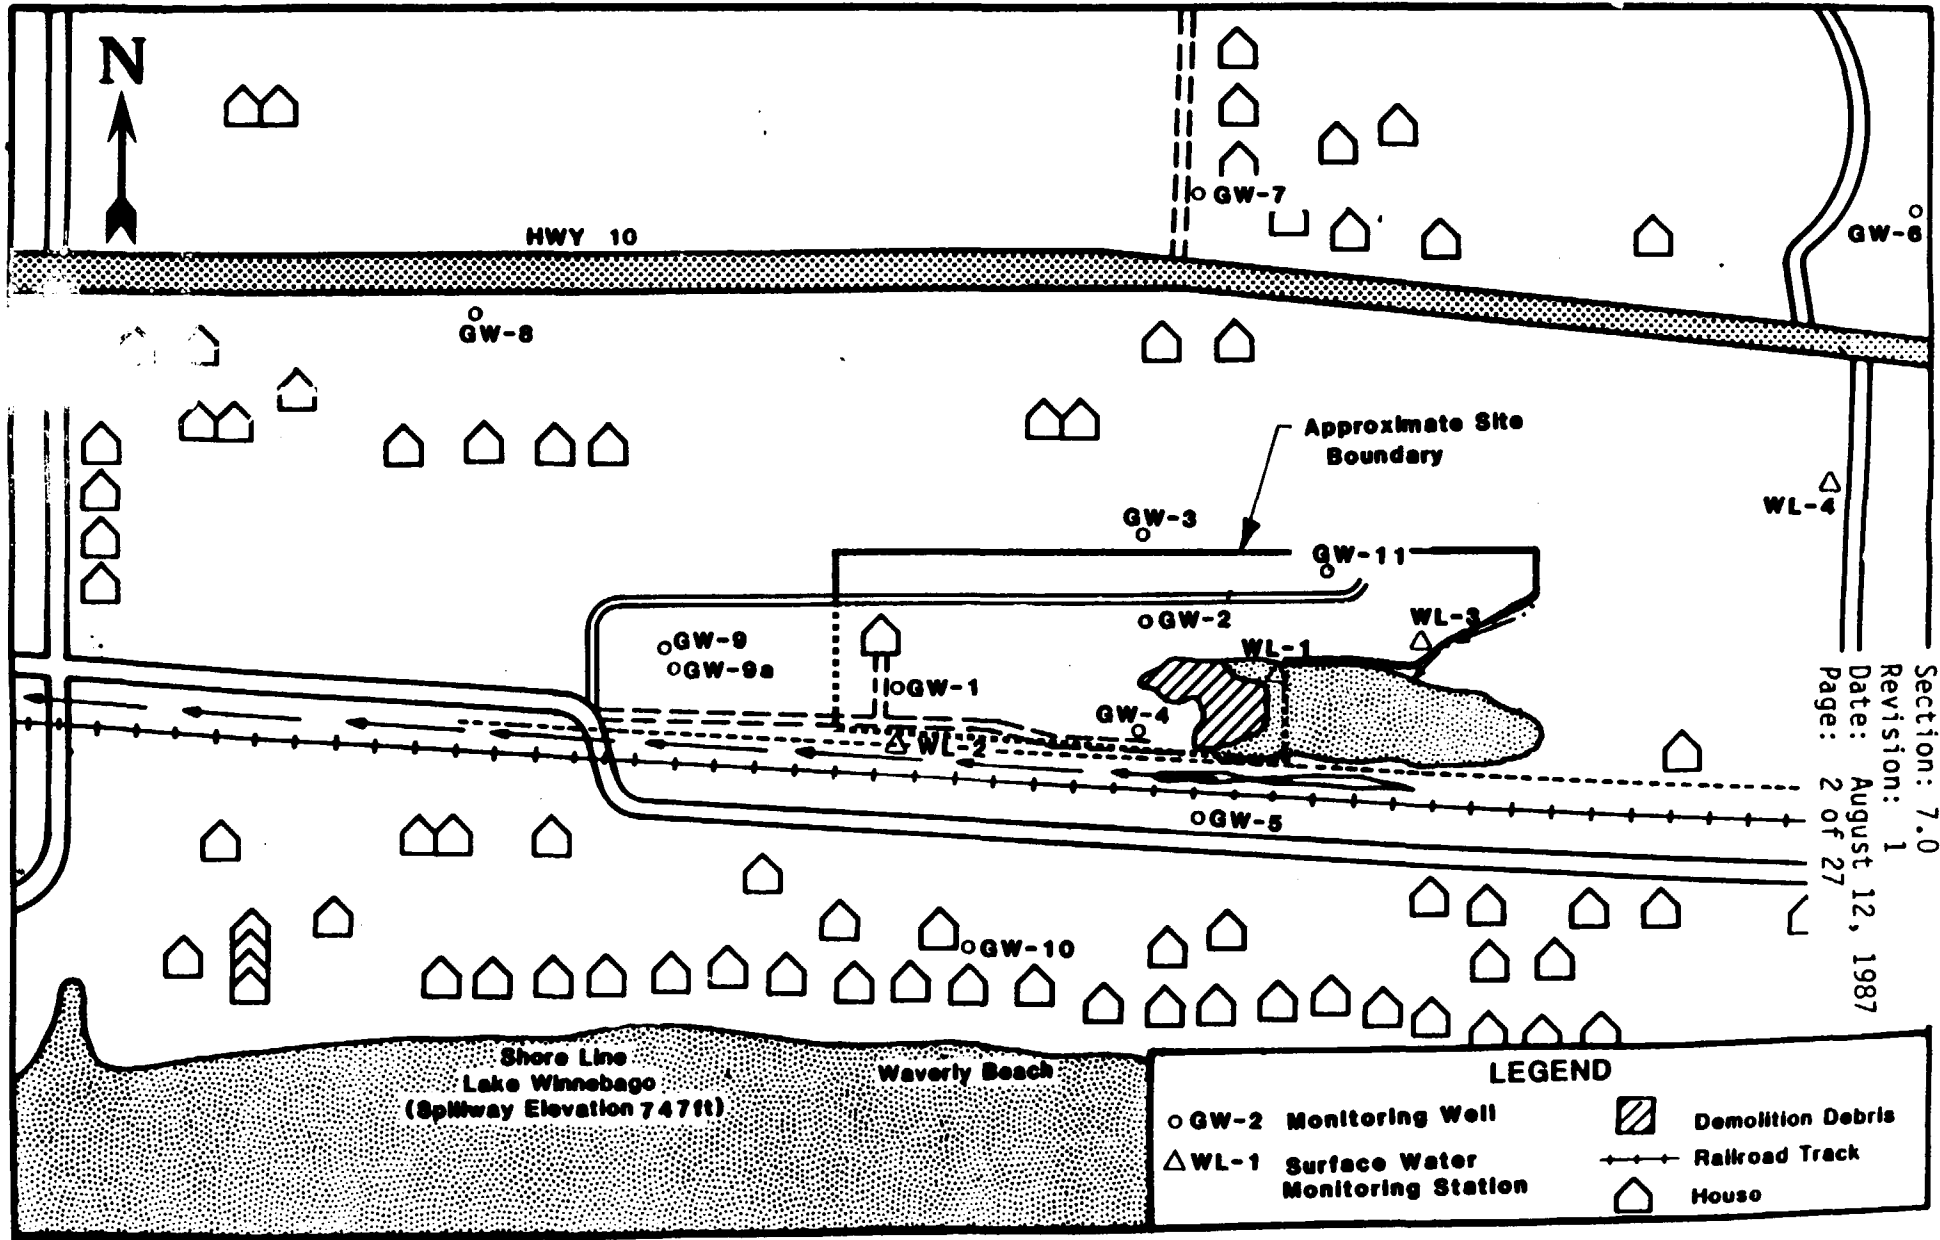 N
HWY 10
GW-7
GW-6
GW-8
Approximate Site
Boundary
WL-4
GW-3
GW-11
GW-2
WL-3
GW-9
GW-9a
WL-1
GW-1
GW-4
WL-2
GW-5
GW-10
Section: 7.0
Revision: 1
Date: August 12, 1987
Page: 2 of 27
Shore Line
Lake Winnebago
(Spillway Elevation 747ft)
Waverly Beach
LEGEND
GW-2 Monitoring Well
WL-1 Surface Water
Monitoring Station
Demolition Debris
Railroad Track
House